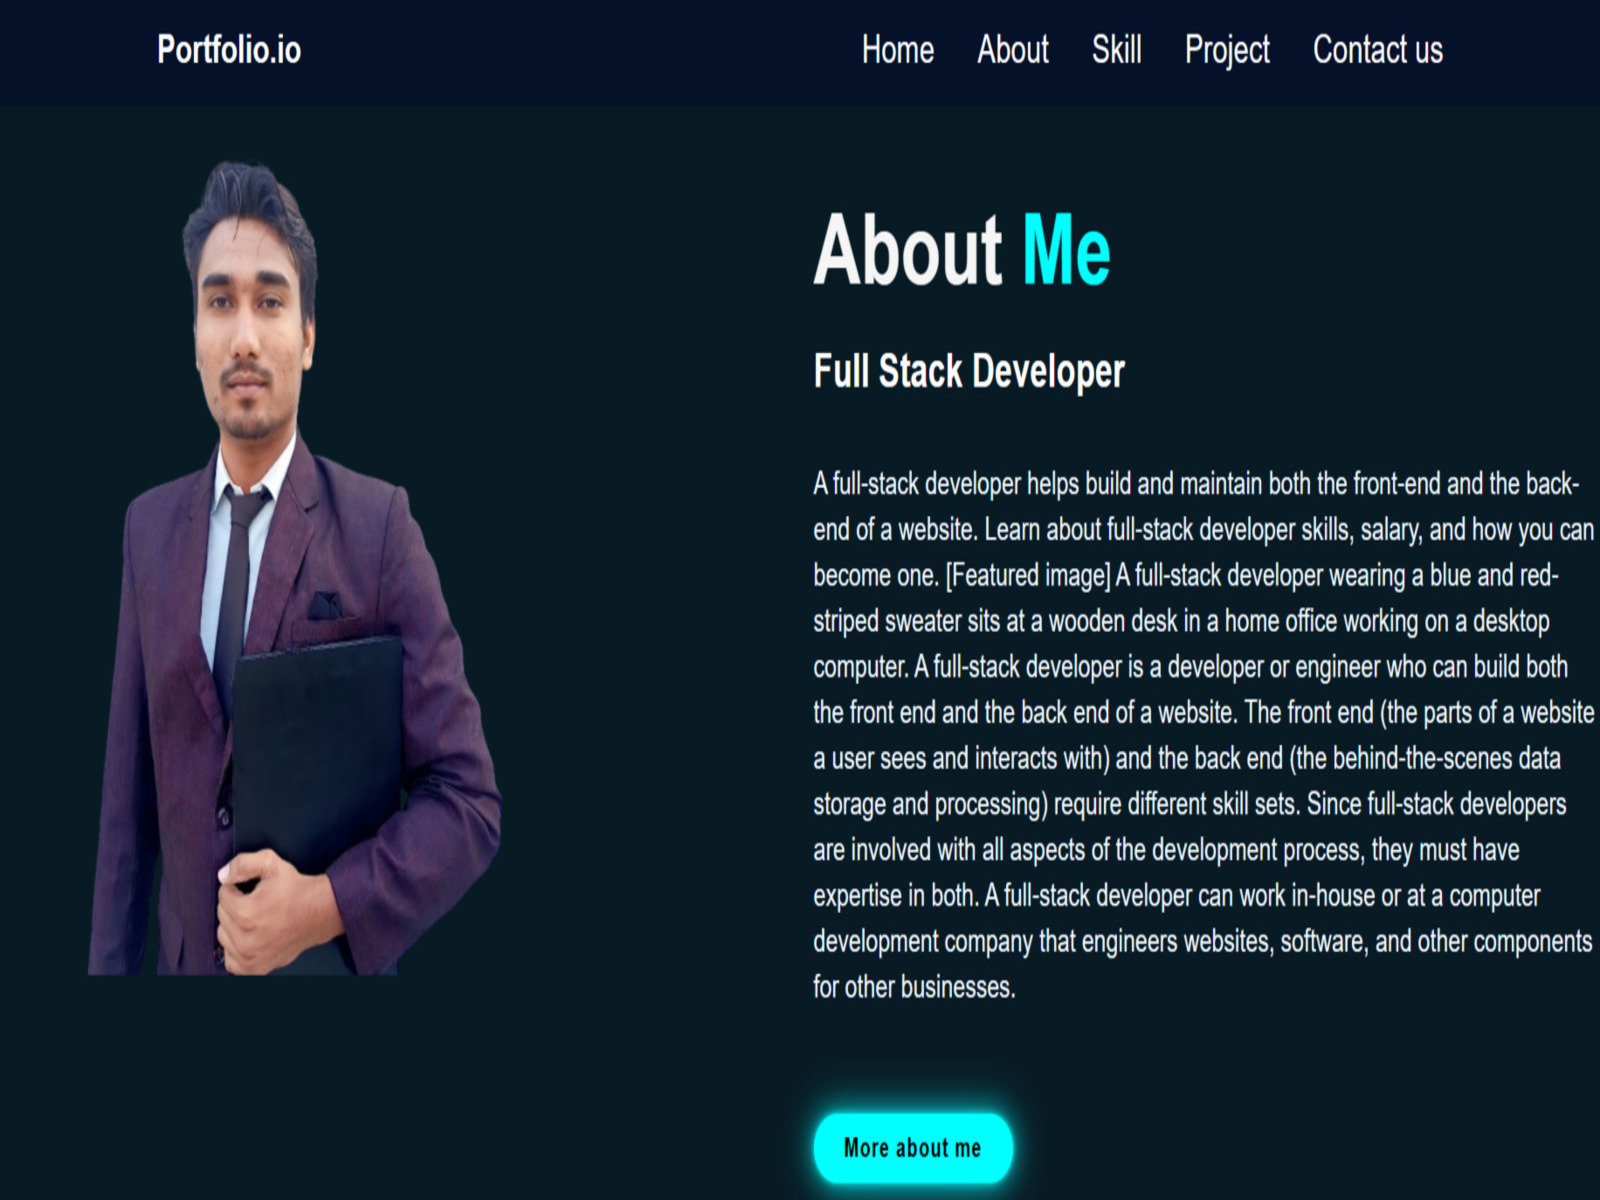 Portfolio.io
Home About Skill Project Contact us
About Me
Full Stack Developer
A full-stack developer helps build and maintain both the front-end and the back-
end of a website. Learn about full-stack developer skills, salary, and how you can
become one. [Featured image] A full-stack developer wearing a blue and red-
striped sweater sits at a wooden desk in a home office working on a desktop
computer. A full-stack developer is a developer or engineer who can build both
the front end and the back end of a website. The front end (the parts of a website
a user sees and interacts with) and the back end (the behind-the-scenes data
storage and processing) require different skill sets. Since full-stack developers
are involved with all aspects of the development process, they must have
expertise in both. A full-stack developer can work in-house or at a computer
development company that engineers websites, software, and other components
for other businesses.
More about me